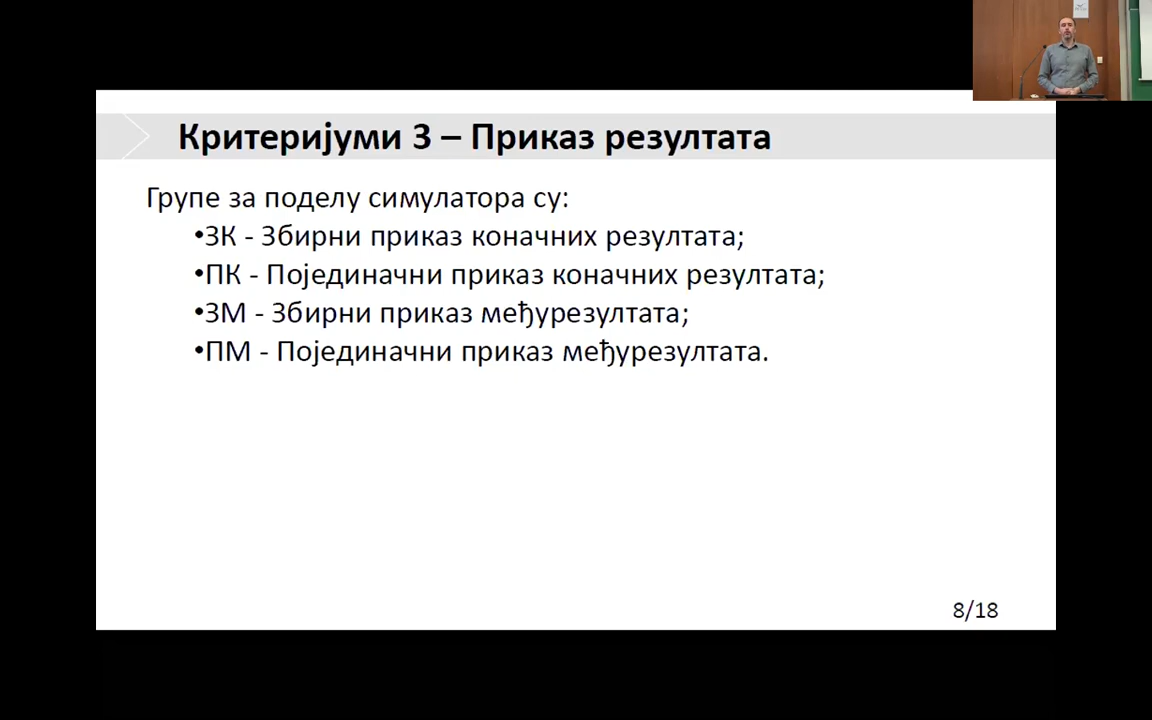 Критеријуми 3 – Приказ резултата
Групе за поделу симулатора су:
•ЗК - Збирни приказ коначних резултата;
•ПК - Појединачни приказ коначних резултата;
•ЗМ - Збирни приказ међурезултата;
•ПМ - Појединачни приказ међурезултата.
8/18